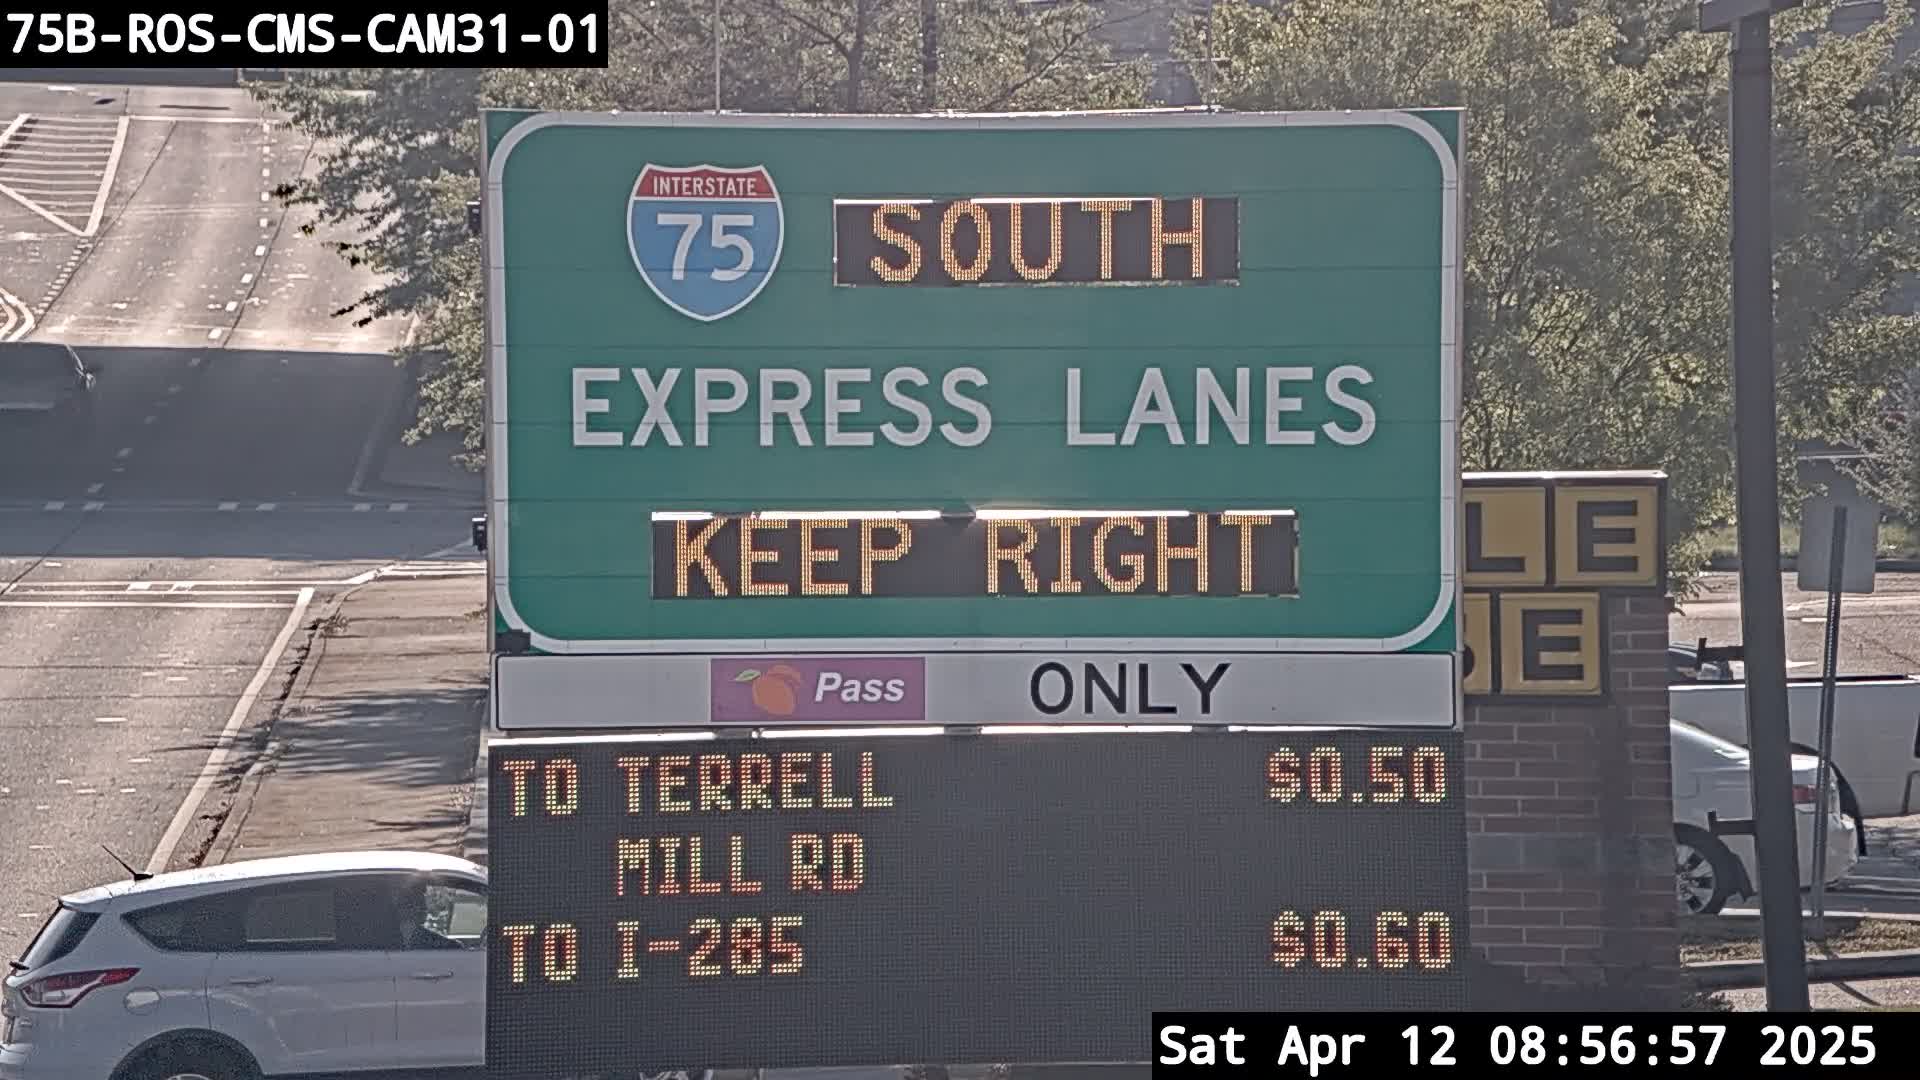 75B-ROS-CMS-CAM31-01
INTERSTATE
75
SOUTH
EXPRESS LANES
KEEP RIGHT
Pass ONLY
TO TERRELL $0.50
MILL RD
TO I-285 $0.60
LE
E
Sat Apr 12 08:56:57 2025